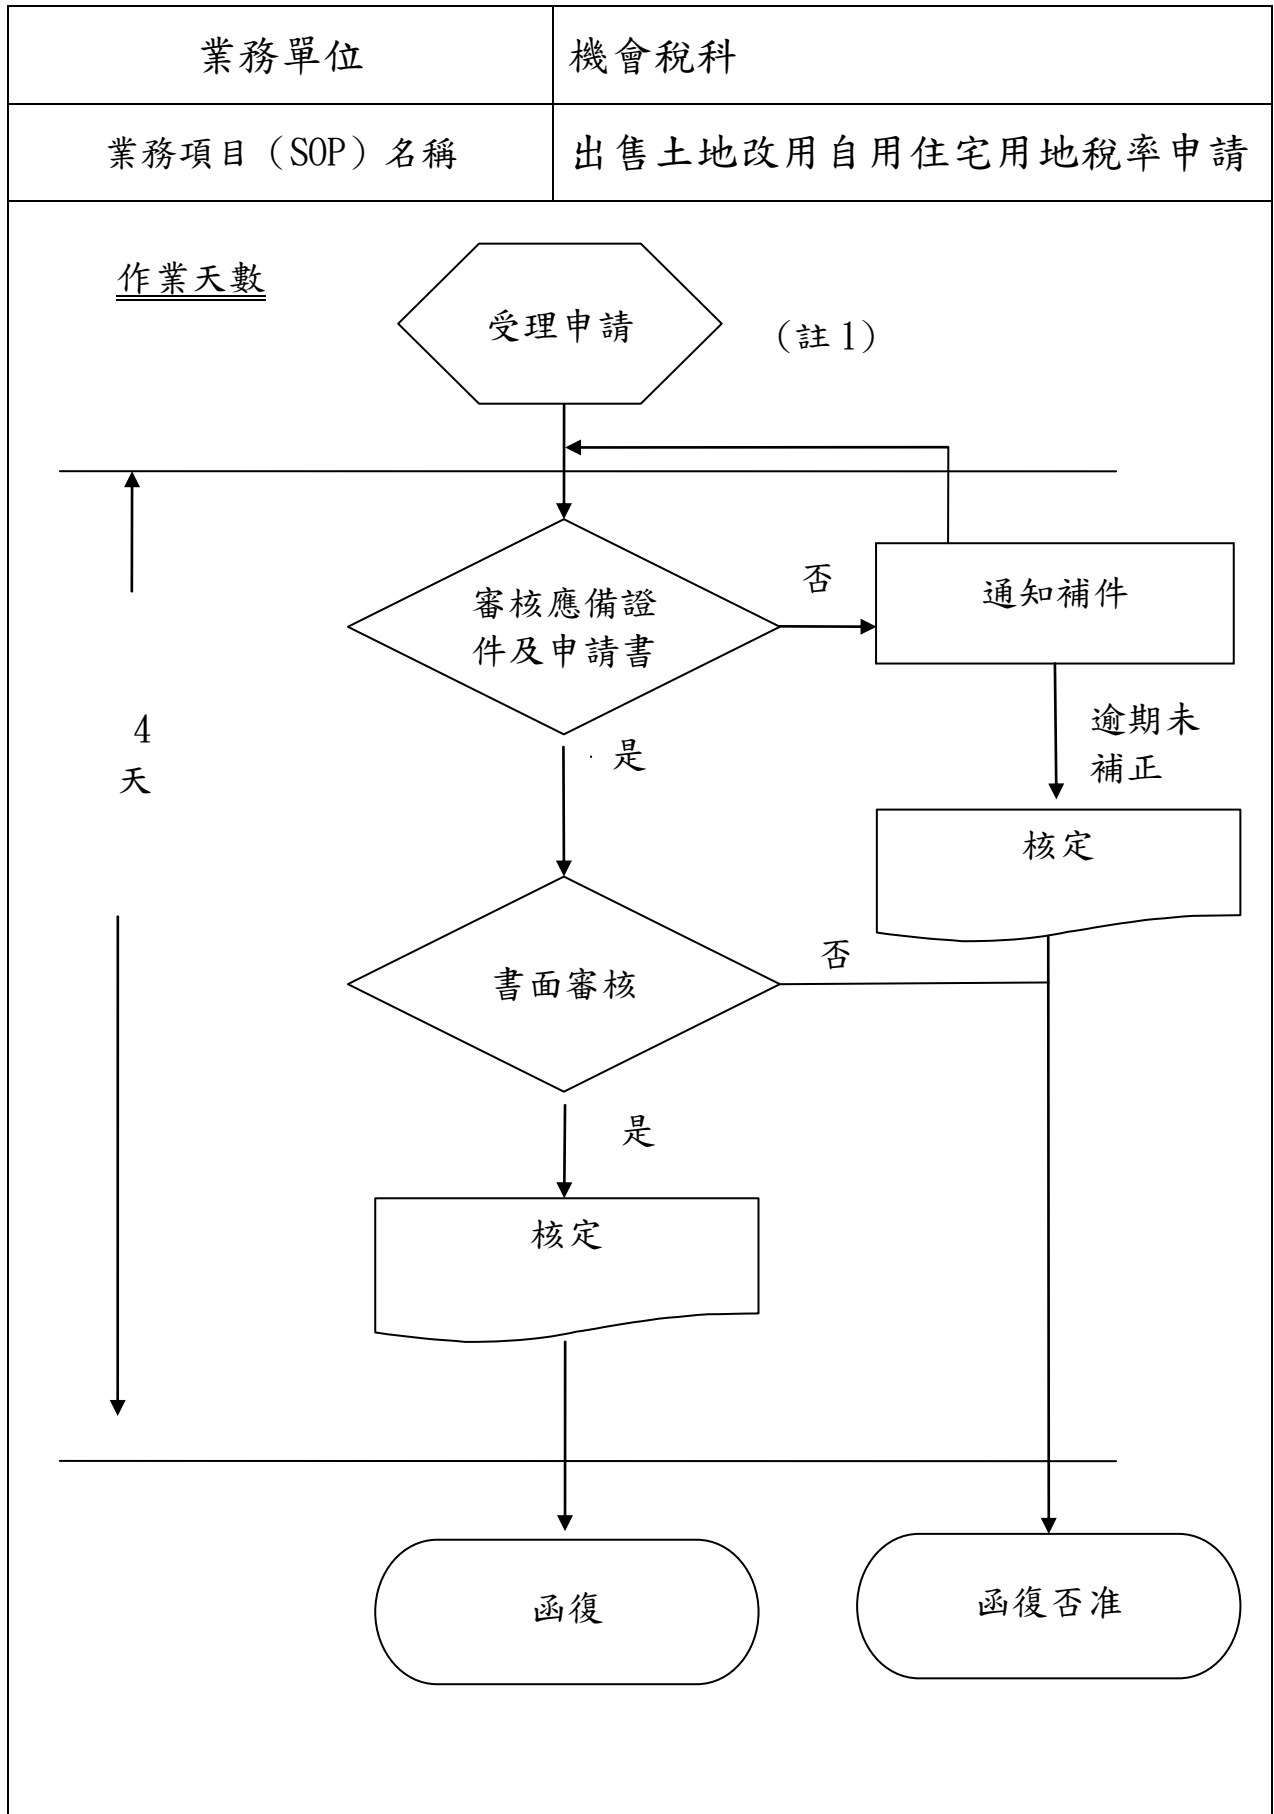 業務單位
機會稅科
業務項目（SOP）名稱
出售土地改用自用住宅用地稅率申請
作業天數
受理申請
（註1）
審核應備證
件及申請書
否
通知補件
是
逾期未
補正
4
天
核定
書面審核
否
是
核定
函復
函復否准